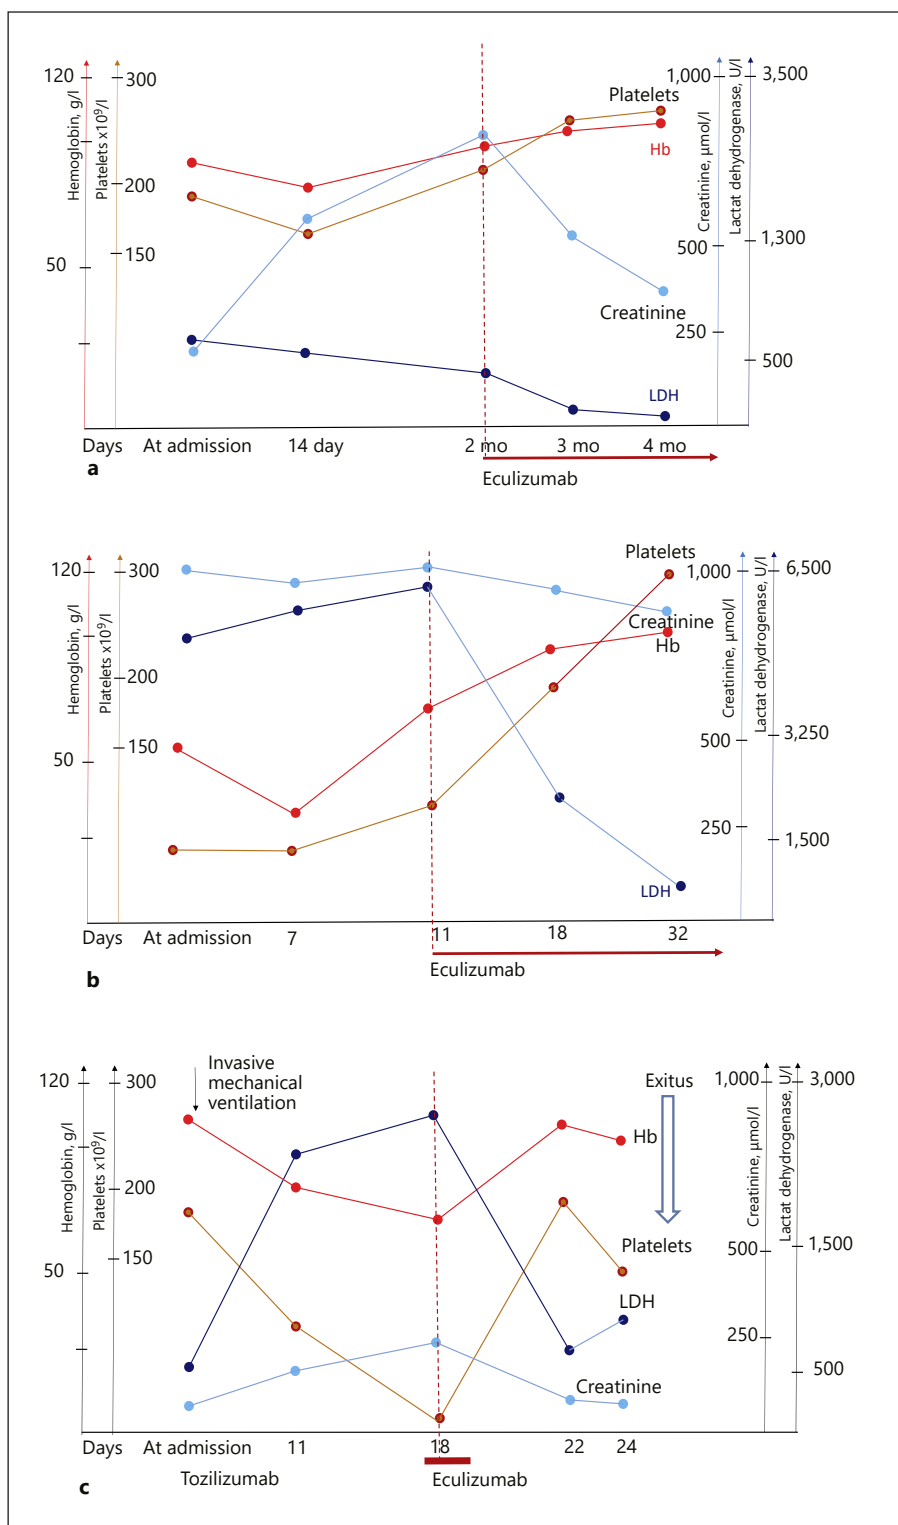 120
300
1,000
3,500
Hemoglobin, g/l
Platelets x10⁹/l
Creatinine, µmol/l
Lactat dehydrogenase, U/l
Platelets
Hb
200
500
1,300
50
150
Creatinine
250
500
LDH
Days At admission 14 day 2 mo 3 mo 4 mo
a
Eculizumab
Platelets
120
300
1,000
6,500
Hemoglobin, g/l
Platelets x10⁹/l
Creatinine, µmol/l
Lactat dehydrogenase, U/l
Creatinine
Hb
200
50
150
500
3,250
250
1,500
LDH
Days At admission 7 11 18 32
Eculizumab
b
Invasive
mechanical
ventilation
Exitus
120
300
1,000
3,000
Hemoglobin, g/l
Platelets x10⁹/l
Creatinine, µmol/l
Lactat dehydrogenase, U/l
Hb
200
Platelets
50
150
500
1,500
LDH
250
500
Creatinine
Days At admission 11 18 22 24
Tozilizumab Eculizumab
c